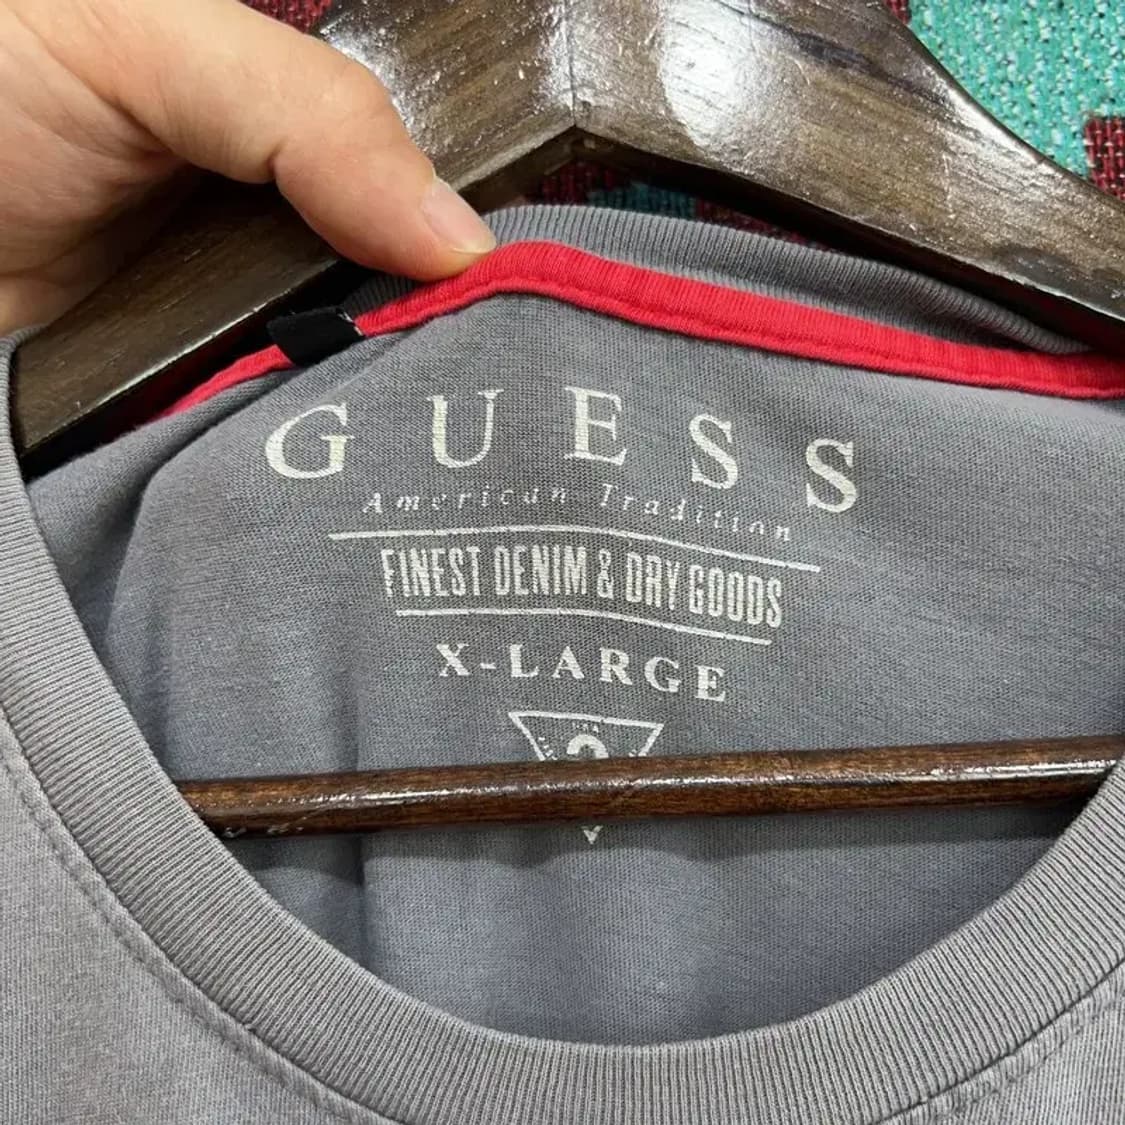 GUESS
American Tradition
FINEST DENIM & DRY GOODS
X-LARGE